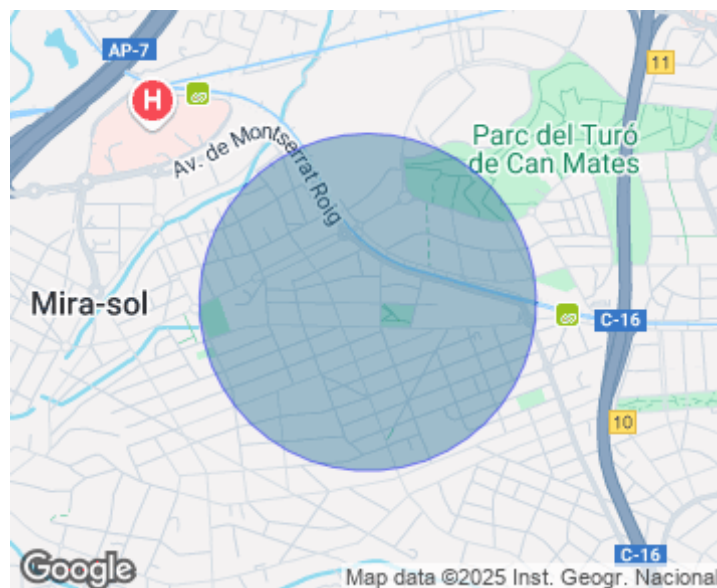 AP-7
11
H
Av. de Montserrat Roig
Parc del Turó
de Can Mates
Mira-sol
C-16
10
C-16
Google
Map data ©2025 Inst. Geogr. Nacional